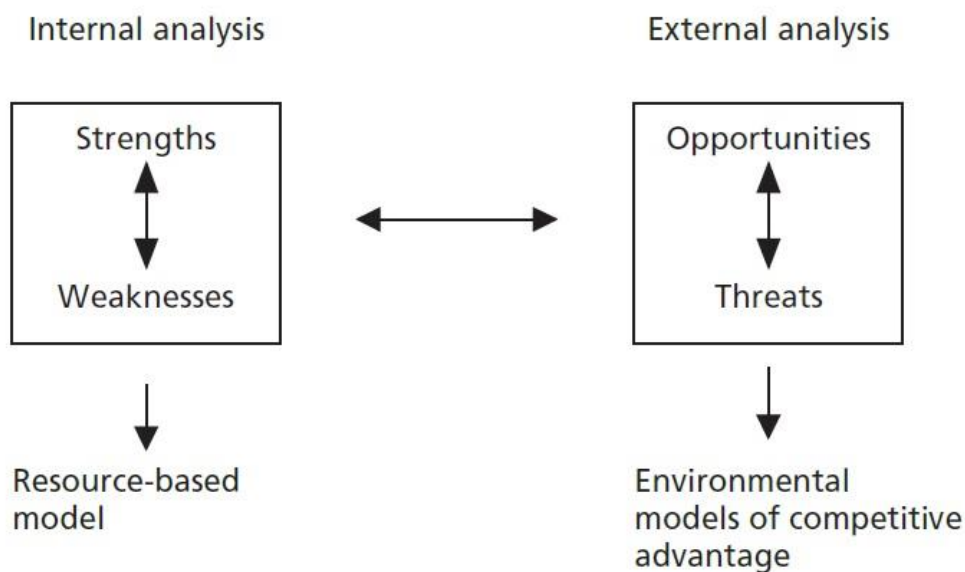 Internal analysis
External analysis
Strengths
Weaknesses
Opportunities
Threats
Resource-based
model
Environmental
models of competitive
advantage